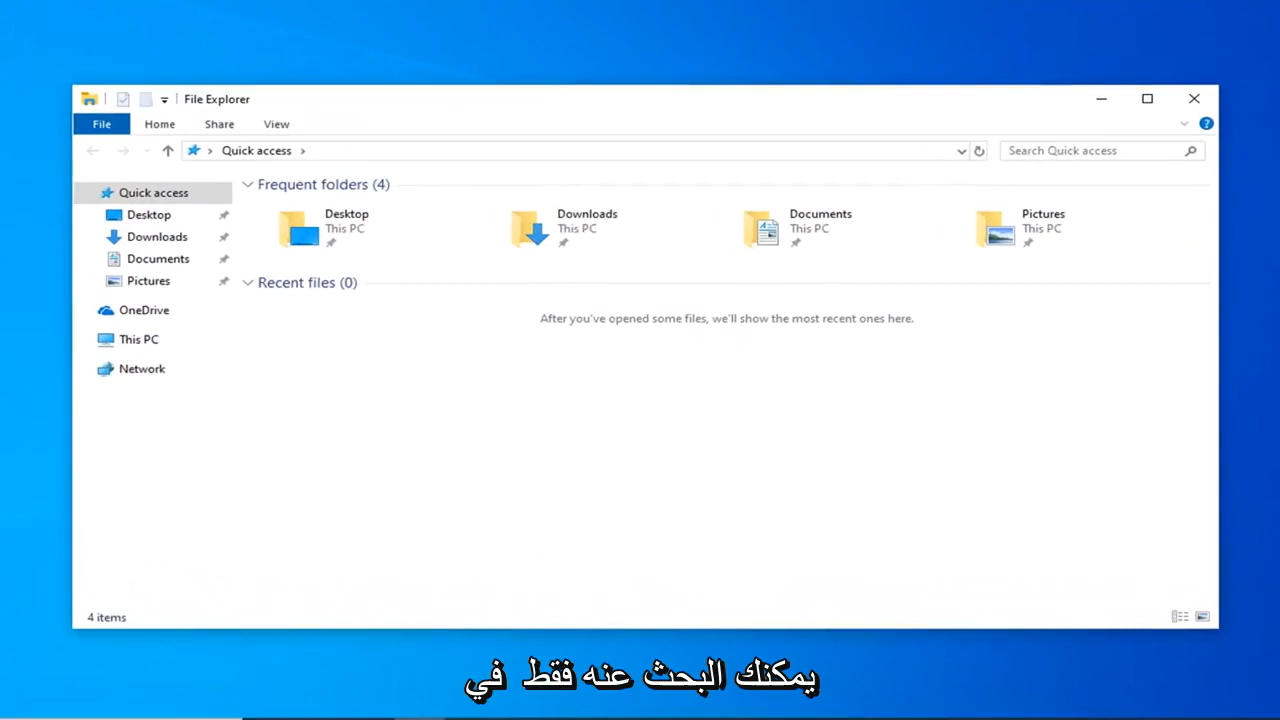 File Explorer
File Home Share View
Quick access
Search Quick access
Quick access
Desktop
Downloads
Documents
Pictures
OneDrive
This PC
Network
Frequent folders (4)
Desktop
This PC
Downloads
This PC
Documents
This PC
Pictures
This PC
Recent files (0)
After you've opened some files, we'll show the most recent ones here.
4 items
يمكنك البحث عنه فقط في